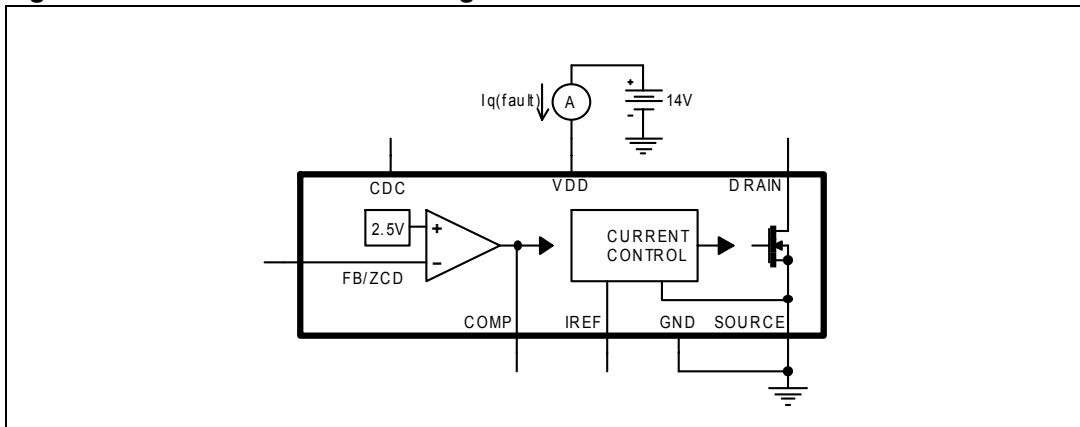 Iq(fault)
A
+
-
14V
CDC
VDD
DRAIN
2.5V
+
-
CURRENT
CONTROL
FB/ZCD
COMP
IREF
GND
SOURCE